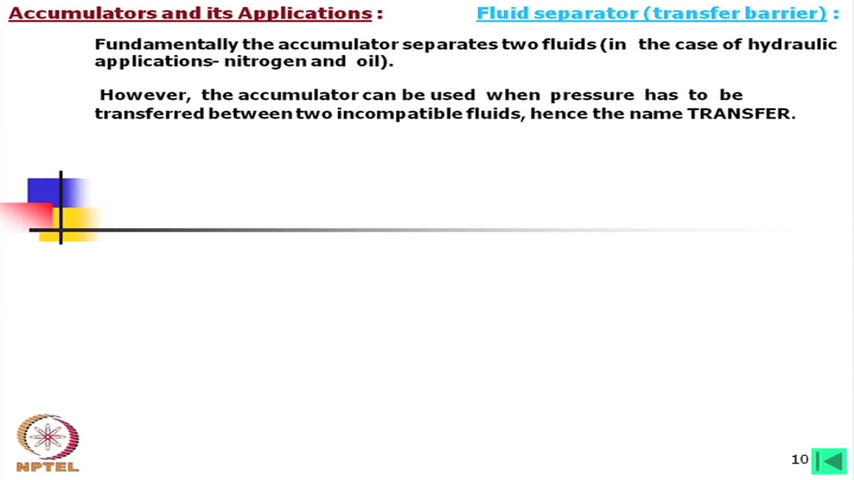 Accumulators and its Applications :
Fluid separator (transfer barrier) :
Fundamentally the accumulator separates two fluids (in the case of hydraulic
applications- nitrogen and oil).
However, the accumulator can be used when pressure has to be
transferred between two incompatible fluids, hence the name TRANSFER.
NPTEL
10